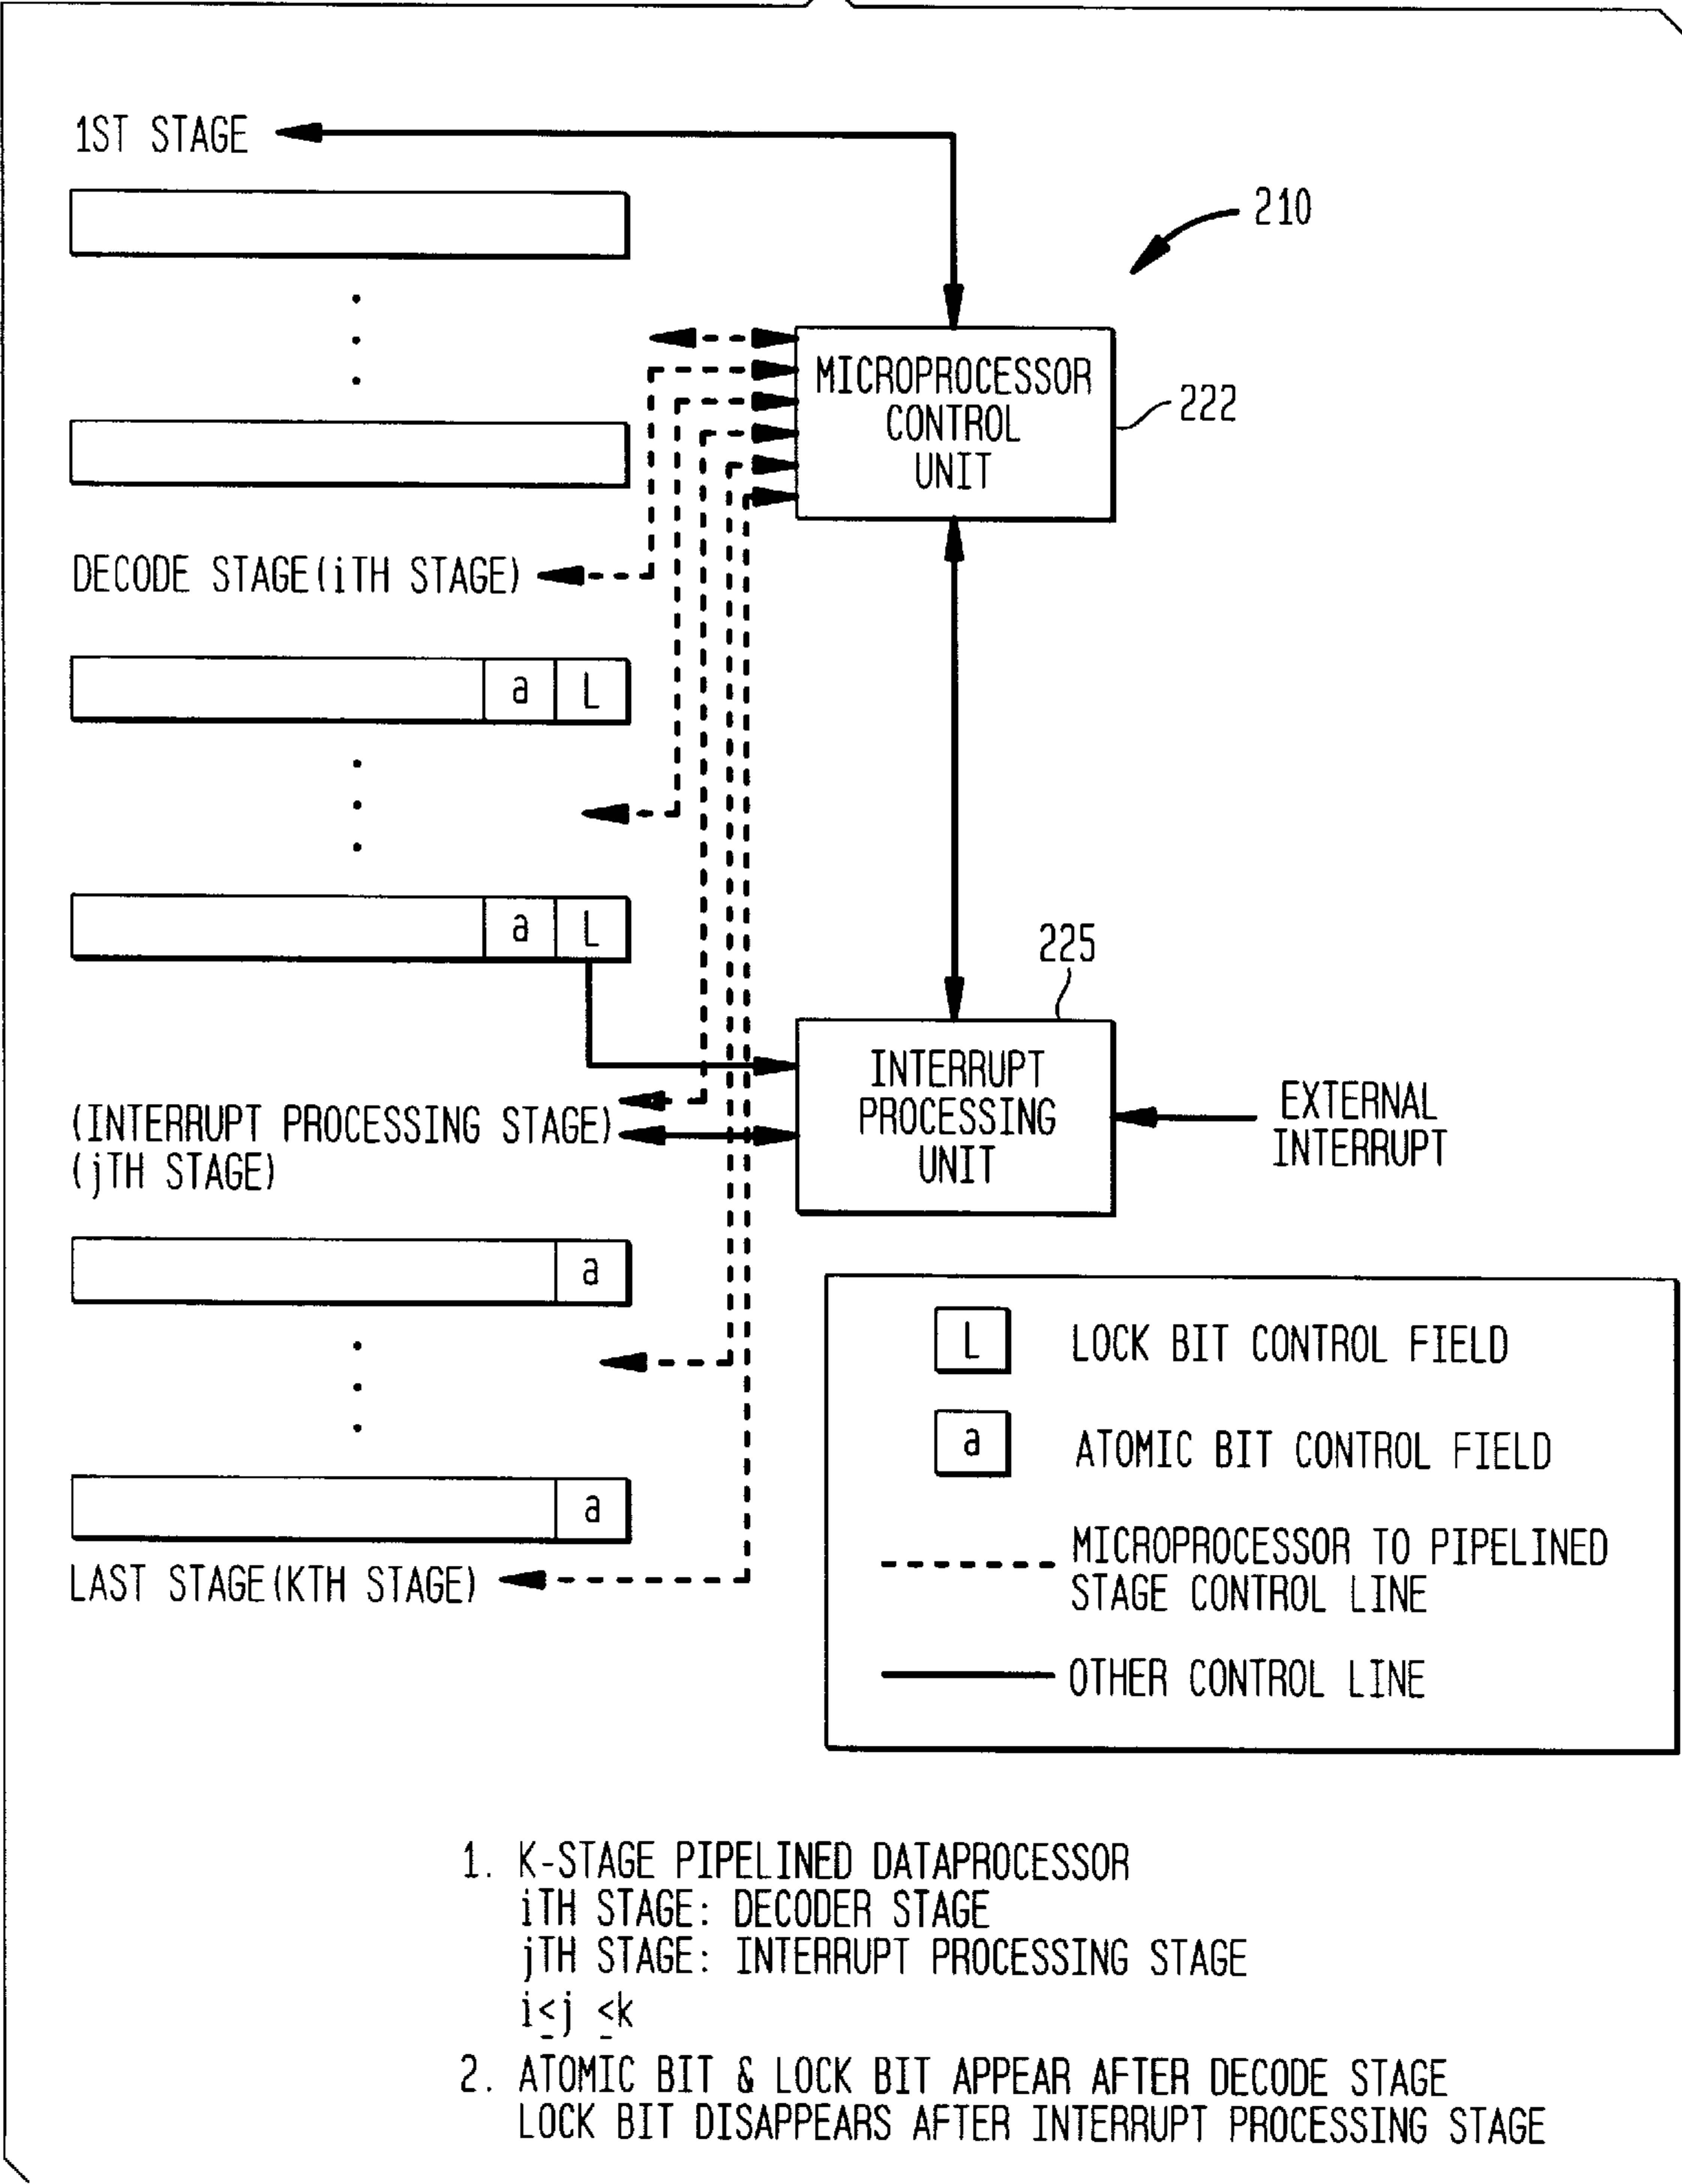 1ST STAGE
210
MICROPROCESSOR
CONTROL
UNIT
222
DECODE STAGE(iTH STAGE)
a L
a L
225
INTERRUPT
PROCESSING
UNIT
EXTERNAL
INTERRUPT
(INTERRUPT PROCESSING STAGE)
(jTH STAGE)
a
a
LAST STAGE(KTH STAGE)
L LOCK BIT CONTROL FIELD
a ATOMIC BIT CONTROL FIELD
MICROPROCESSOR TO PIPELINED
STAGE CONTROL LINE
OTHER CONTROL LINE
1. K-STAGE PIPELINED DATAPROCESSOR
iTH STAGE: DECODER STAGE
jTH STAGE: INTERRUPT PROCESSING STAGE
i≤j ≤k
2. ATOMIC BIT & LOCK BIT APPEAR AFTER DECODE STAGE
LOCK BIT DISAPPEARS AFTER INTERRUPT PROCESSING STAGE